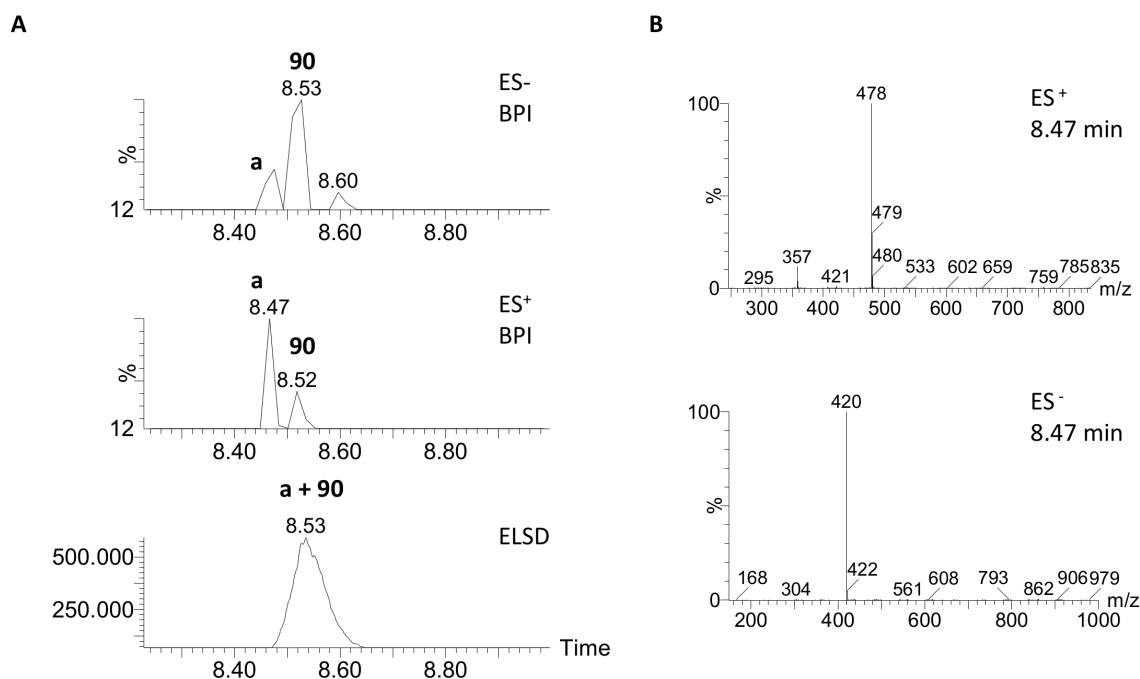 A
90
8.53
ES-
BPI
%
a
8.60
12
8.40 8.60 8.80
a
8.47
ES+
BPI
90
%
8.52
12
8.40 8.60 8.80
a + 90
8.53
ELSD
500.000
250.000
Time
8.40 8.60 8.80
B
478
100
ES +
8.47 min
%
479
480
357
295 421 533 602 659 759 785 835
0
m/z
300 400 500 600 700 800
420
100
ES -
8.47 min
%
422
168 304 561 608 793 862 906 979
0
m/z
200 400 600 800 1000